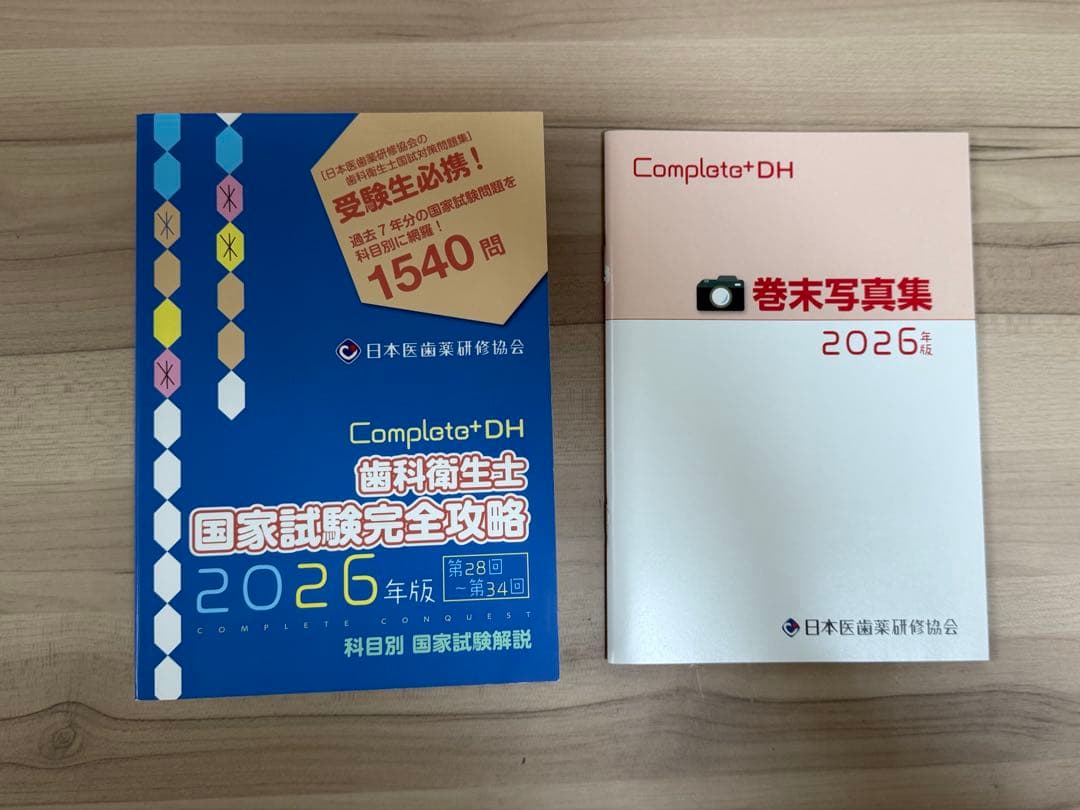 [日本医歯薬研修協会の
歯科衛生士国試対策問題集]
受験生必携!
過去7年分の国家試験問題を
科目別に網羅!
1540問
日本医歯薬研修協会
Complete+DH
歯科衛生士
国家試験完全攻略
2026年版
第28回
~第34回
COMPLETE CONQUEST
科目別 国家試験解説
Complete+DH
巻末写真集
2026年版
日本医歯薬研修協会